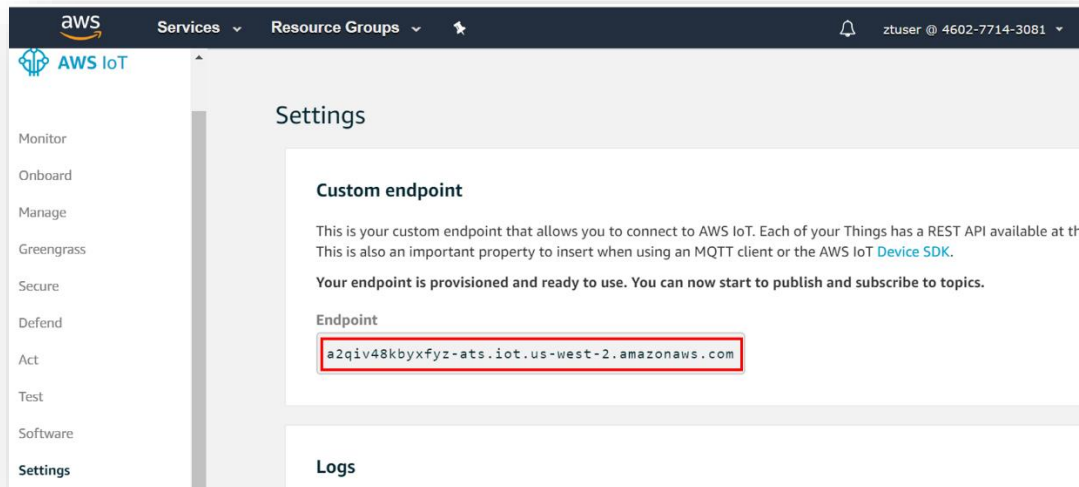 aws Services Resource Groups ztuser @ 4602-7714-3081
AWS IoT
Monitor
Onboard
Manage
Greengrass
Secure
Defend
Act
Test
Software
Settings
Settings
Custom endpoint
This is your custom endpoint that allows you to connect to AWS IoT. Each of your Things has a REST API available at th
This is also an important property to insert when using an MQTT client or the AWS IoT Device SDK.
Your endpoint is provisioned and ready to use. You can now start to publish and subscribe to topics.
Endpoint
a2qiv48kbyxfyz-ats.iot.us-west-2.amazonaws.com
Logs